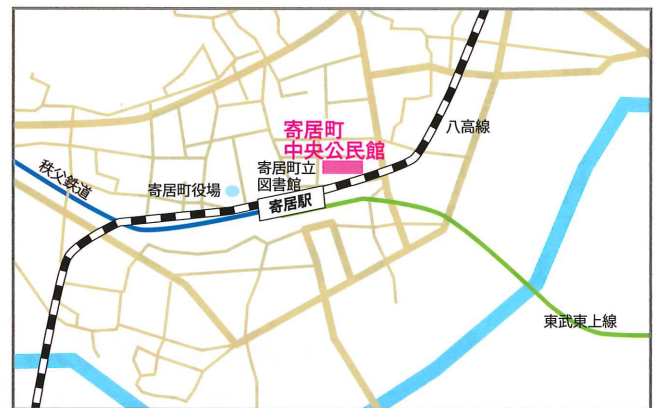 寄居町
中央公民館
八高線
秩父鉄道
寄居町役場
寄居町立
図書館
寄居駅
東武東上線